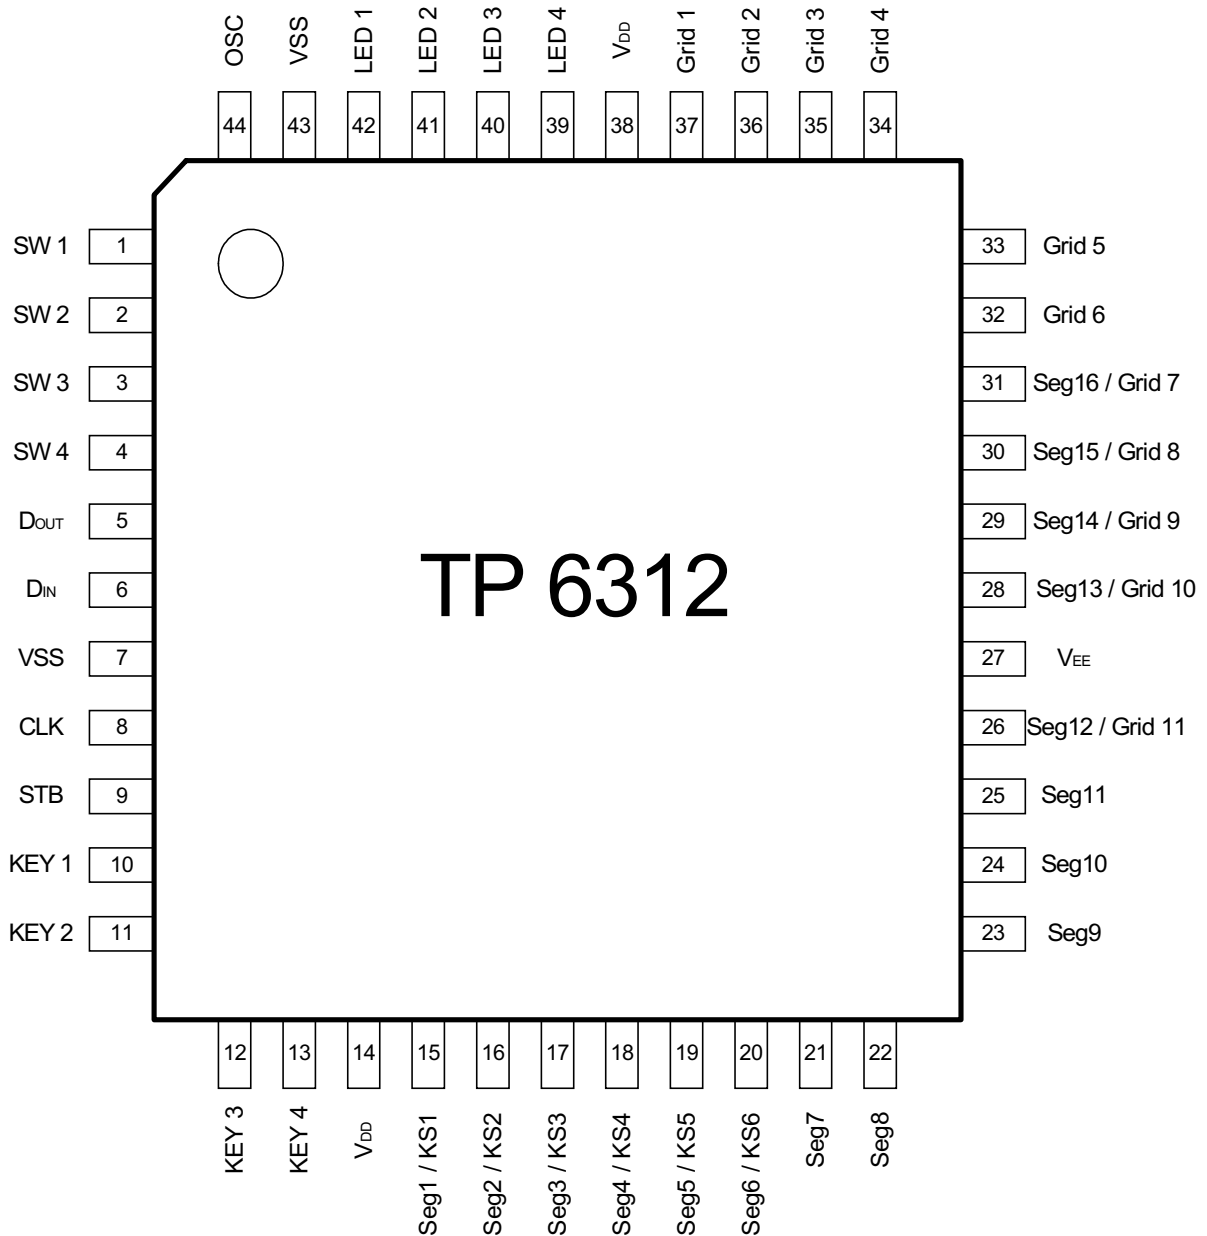 OSC
VSS
LED 1
LED 2
LED 3
LED 4
VDD
Grid 1
Grid 2
Grid 3
Grid 4
44
43
42
41
40
39
38
37
36
35
34
SW 1 1
SW 2 2
SW 3 3
SW 4 4
DOUT 5
DIN 6
VSS 7
CLK 8
STB 9
KEY 1 10
KEY 2 11
TP 6312
33 Grid 5
32 Grid 6
31 Seg16 / Grid 7
30 Seg15 / Grid 8
29 Seg14 / Grid 9
28 Seg13 / Grid 10
27 VEE
26 Seg12 / Grid 11
25 Seg11
24 Seg10
23 Seg9
12
13
14
15
16
17
18
19
20
21
22
KEY 3
KEY 4
VDD
Seg1 / KS1
Seg2 / KS2
Seg3 / KS3
Seg4 / KS4
Seg5 / KS5
Seg6 / KS6
Seg7
Seg8